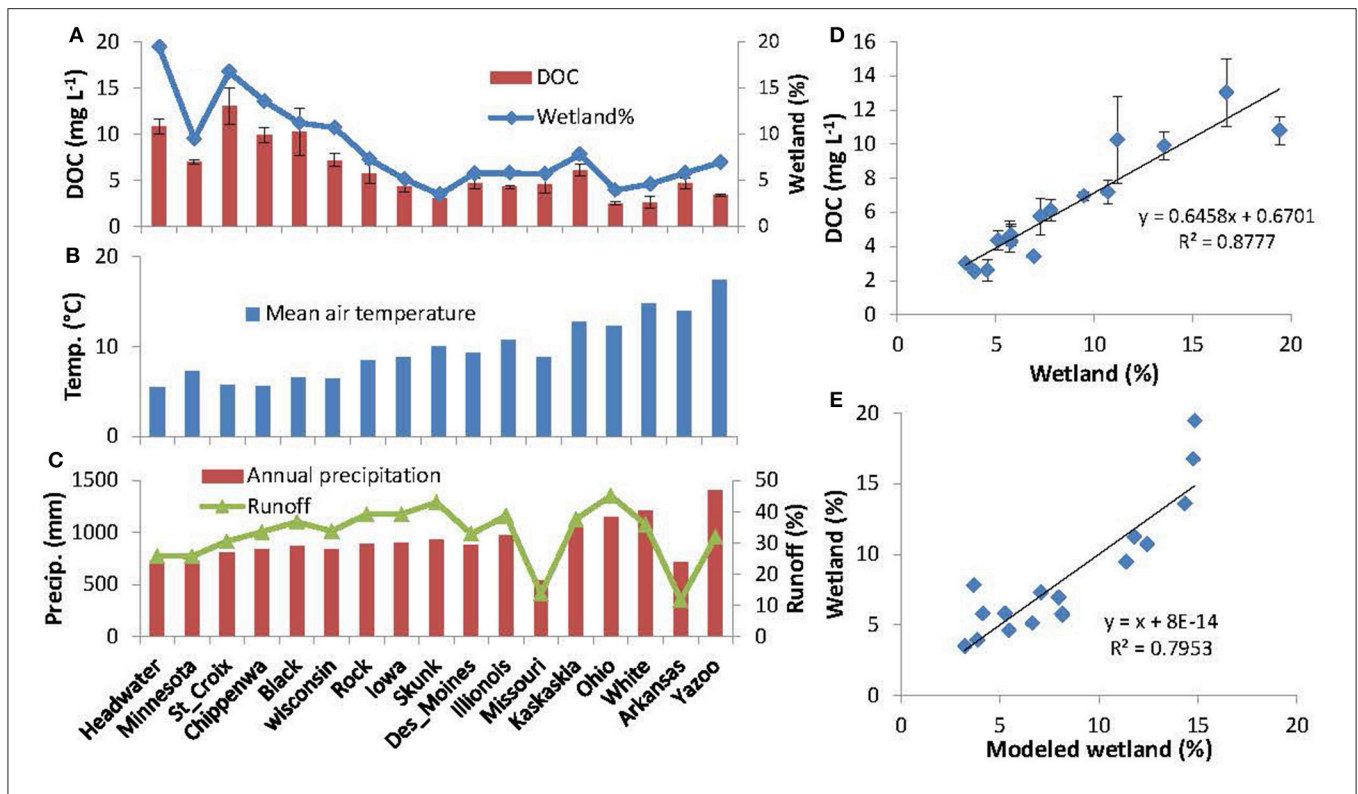 A
DOC (mg L-1)
20
15
10
5
0
DOC
Wetland%
20
15
10
5
0
Wetland (%)
B
Temp. (°C)
20
10
0
Mean air temperature
C
Precip. (mm)
1500
1000
500
0
Annual precipitation
Runoff
50
40
30
20
10
0
Runoff (%)
Headwater
Minnesota
St_Croix
Chippenwa
Black
wisconsin
Rock
Iowa
Skunk
Des_Moines
Illionois
Missouri
Kaskaskia
Ohio
White
Arkansas
Yazoo
D
DOC (mg L-1)
16
14
12
10
8
6
4
2
0
y = 0.6458x + 0.6701
R² = 0.8777
0 5 10 15 20
Wetland (%)
E
Wetland (%)
20
15
10
5
0
y = x + 8E-14
R² = 0.7953
0 5 10 15 20
Modeled wetland (%)